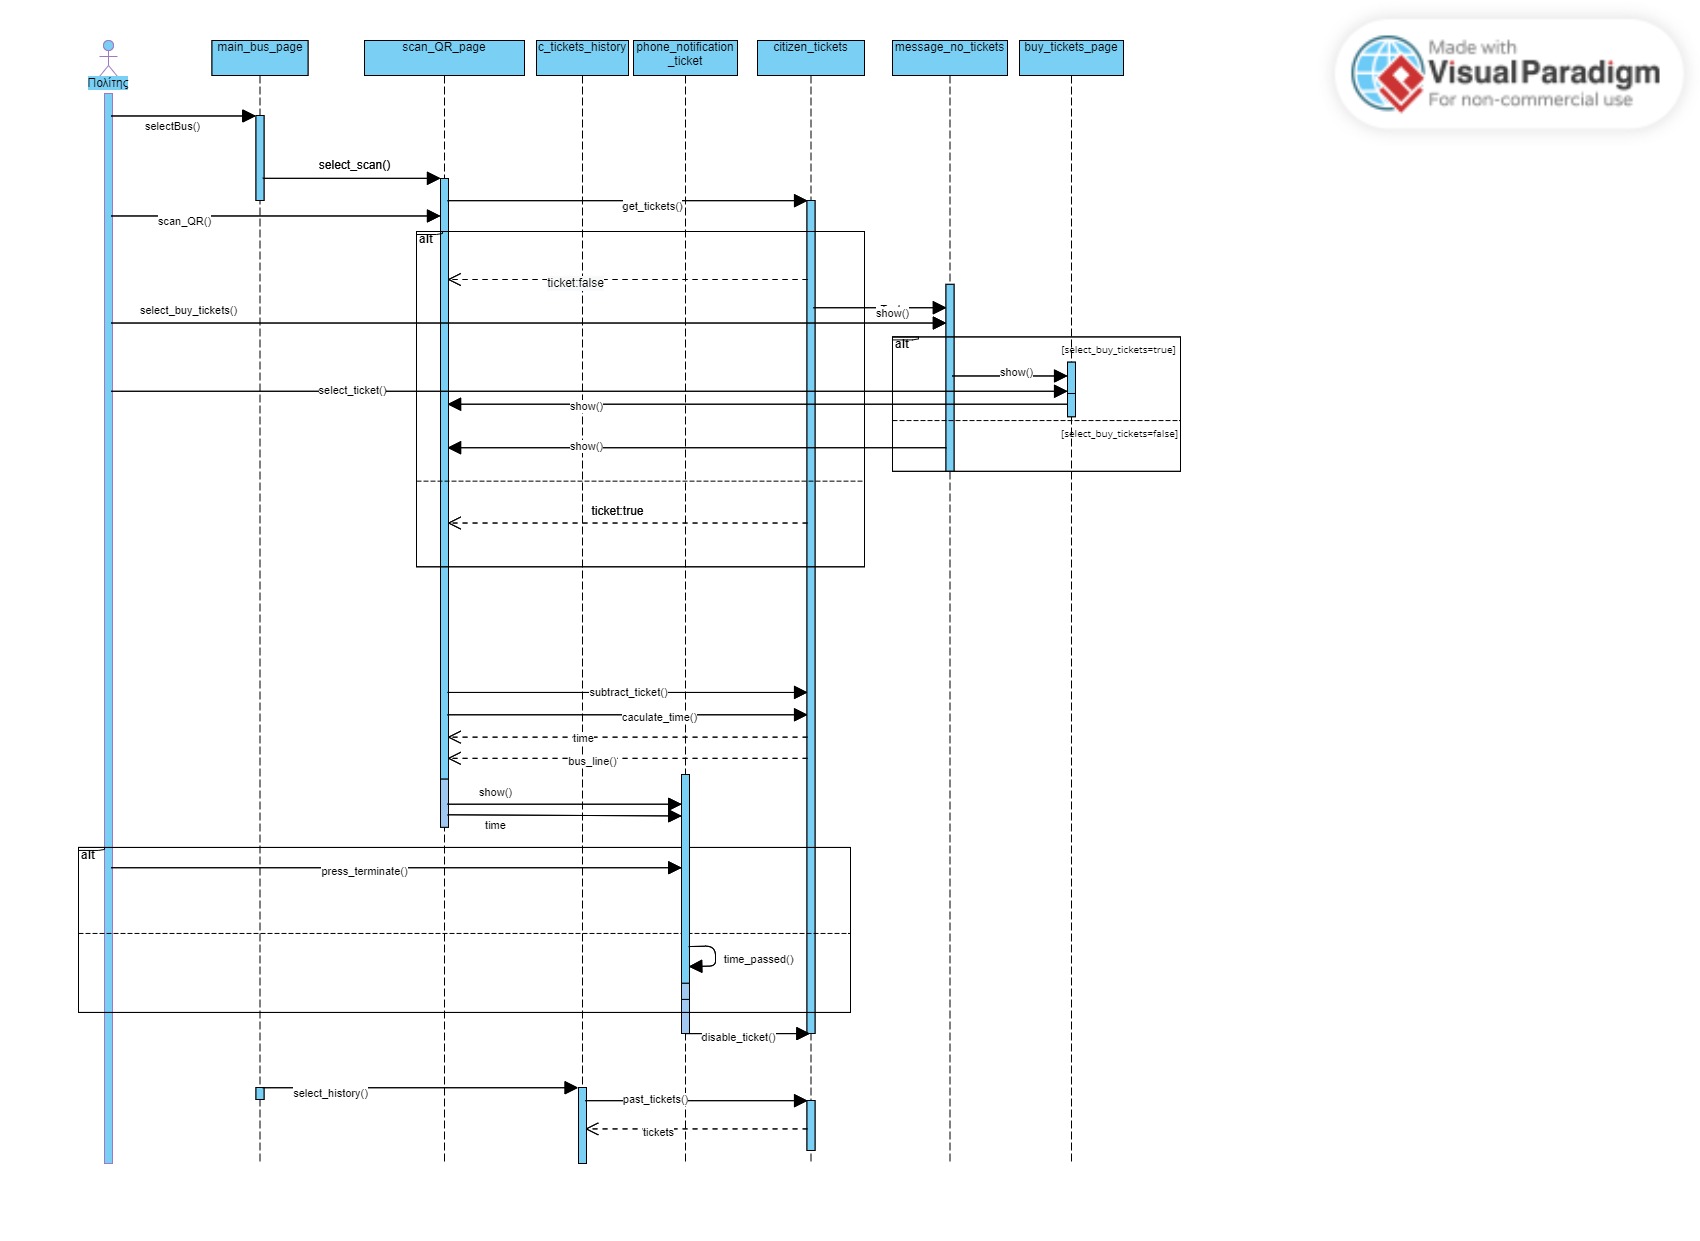 main_bus_page
scan_QR_page
c_tickets_history
phone_notification
_ticket
citizen_tickets
message_no_tickets
buy_tickets_page
Made with
Visual Paradigm
For non-commercial use
Πολίτης
selectBus()
select_scan()
get_tickets()
scan_QR()
alt
ticket:false
select_buy_tickets()
show()
alt
[select_buy_tickets=true]
show()
select_ticket()
show()
[select_buy_tickets=false]
show()
ticket:true
subtract_ticket()
caculate_time()
time
bus_line()
show()
time
alt
press_terminate()
time_passed()
disable_ticket()
select_history()
past_tickets()
tickets